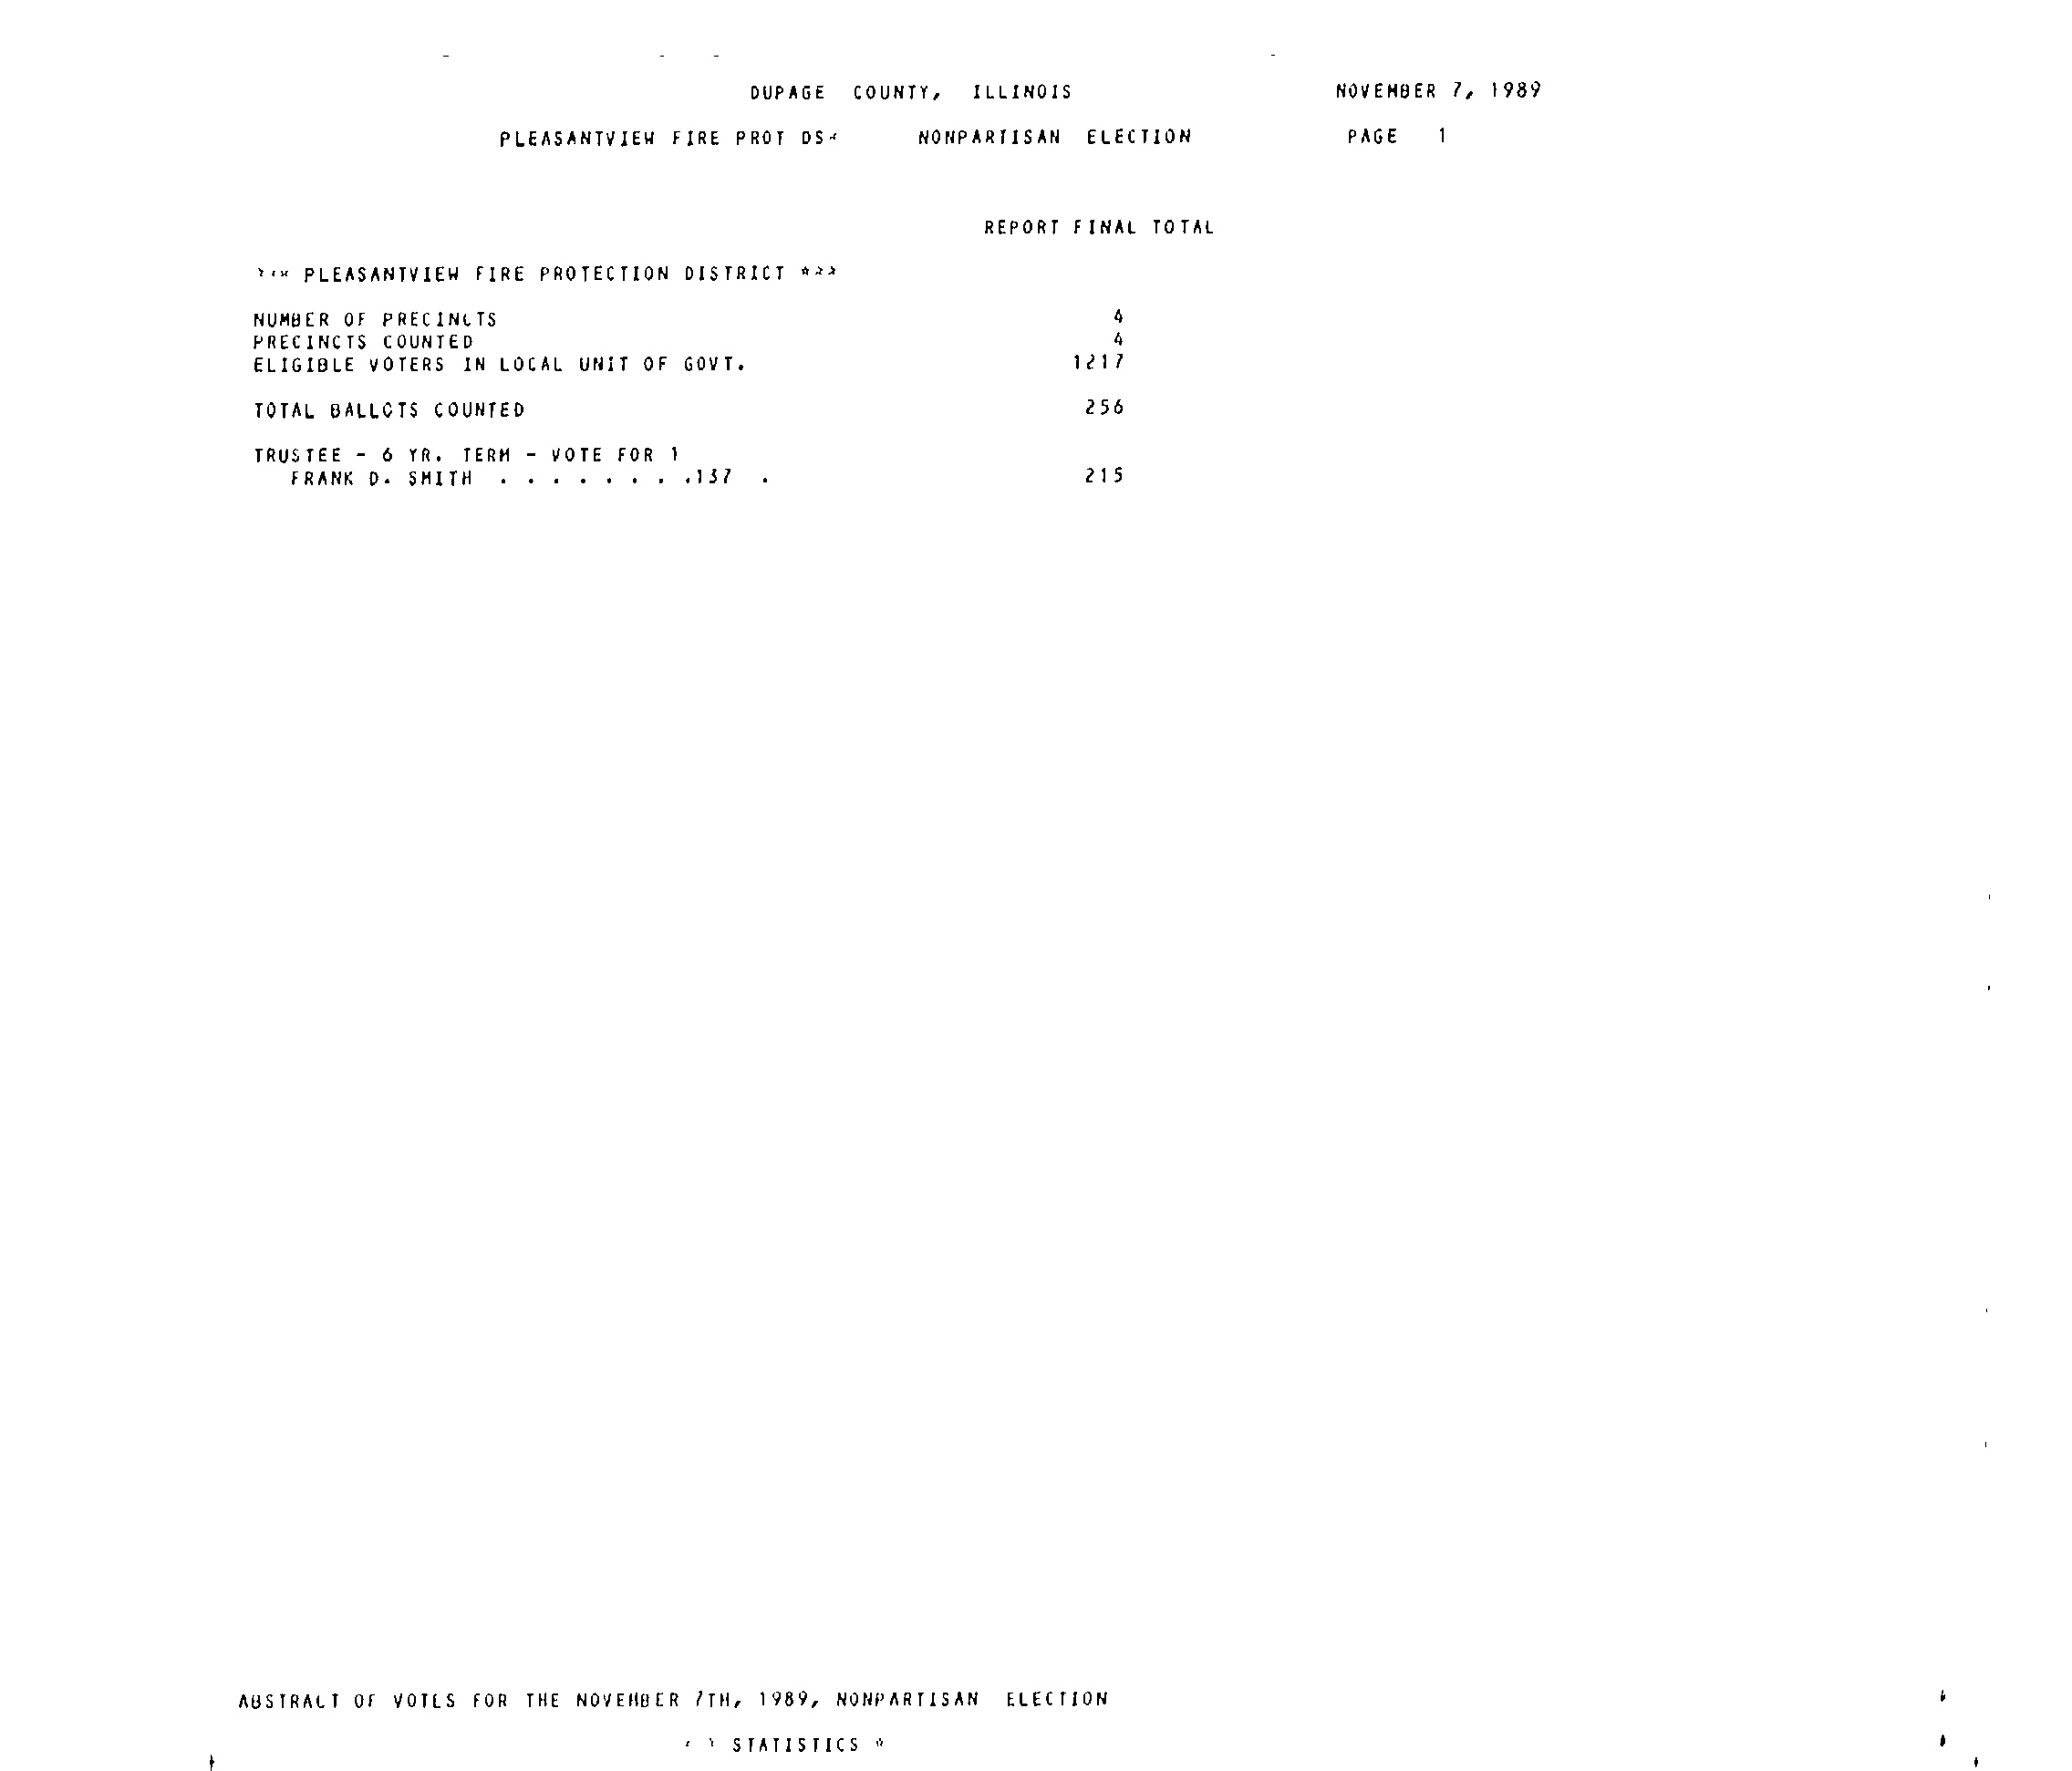 DUPAGE COUNTY, ILLINOIS NOVEMBER 7, 1989
PLEASANTVIEW FIRE PROT DS* NONPARTISAN ELECTION PAGE 1
REPORT FINAL TOTAL
*** PLEASANTVIEW FIRE PROTECTION DISTRICT ***
NUMBER OF PRECINCTS 4
PRECINCTS COUNTED 4
ELIGIBLE VOTERS IN LOCAL UNIT OF GOVT. 1217
TOTAL BALLOTS COUNTED 256
TRUSTEE - 6 YR. TERM - VOTE FOR 1
FRANK D. SMITH . . . . . . . .137 . 215
ABSTRACT OF VOTES FOR THE NOVEMBER 7TH, 1989, NONPARTISAN ELECTION
* * STATISTICS *